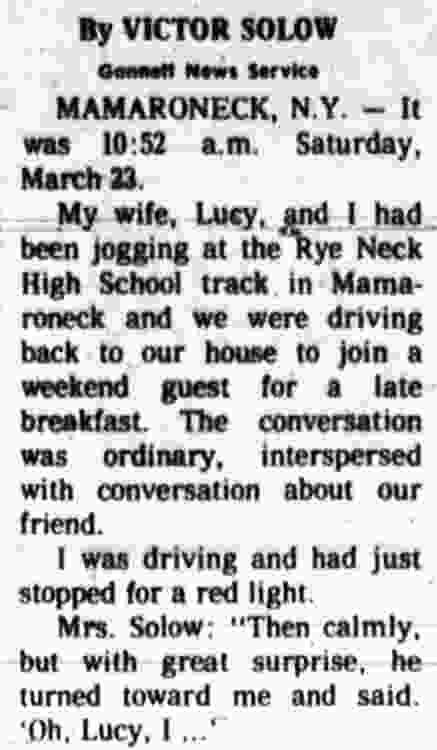 By VICTOR SOLOW
Gannett News Service
MAMARONECK, N.Y. — It
was 10:52 a.m. Saturday,
March 23.
My wife, Lucy, and I had
been jogging at the Rye Neck
High School track in Mama-
roneck and we were driving
back to our house to join a
weekend guest for a late
breakfast. The conversation
was ordinary, interspersed
with conversation about our
friend.
I was driving and had just
stopped for a red light.
Mrs. Solow: "Then calmly,
but with great surprise, he
turned toward me and said.
'Oh, Lucy, I ...'